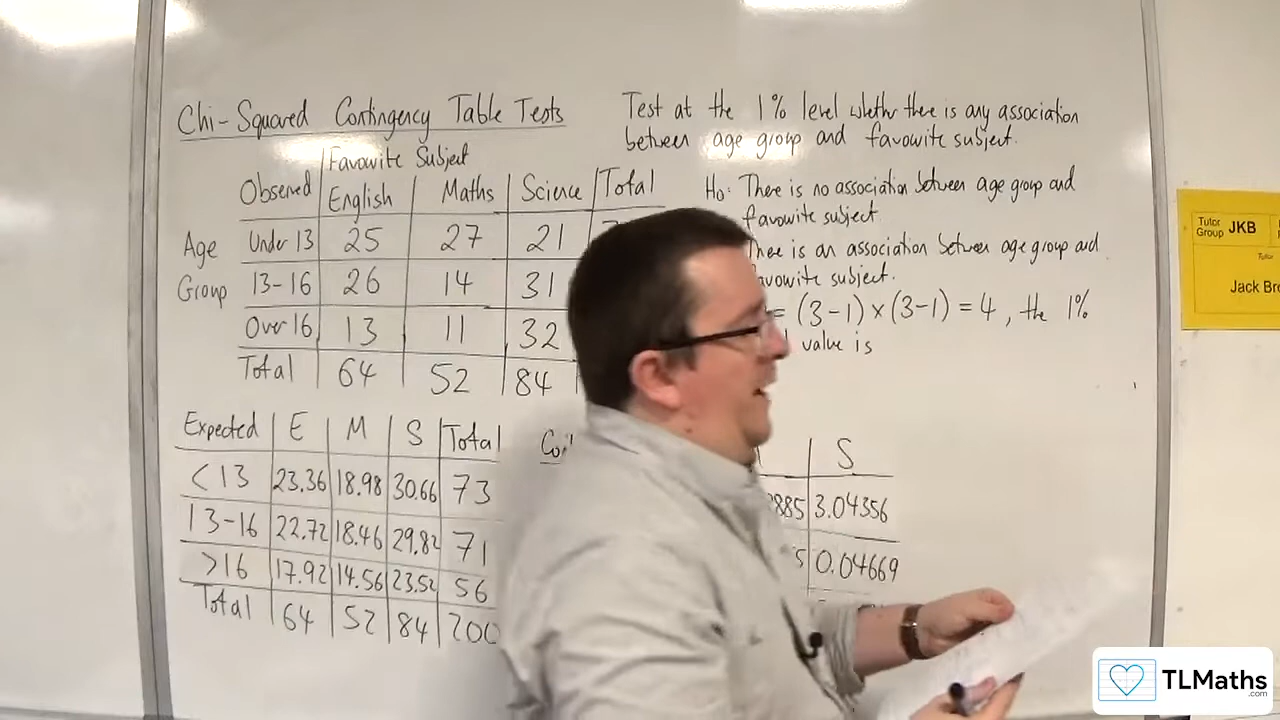 Chi-Squared Contingency Table Tests
Favourite Subject
Observed English Maths Science Total
Age Group
Under 13 25 27 21
13-16 26 14 31
Over 16 13 11 32
Total 64 52 84
Expected E M S Total
<13 23.36 18.98 30.66 73
13-16 22.72 18.46 29.82 71
>16 17.92 14.56 23.52 56
Total 64 52 84 200
Test at the 1% level whether there is any association
between age group and favourite subject.
H0: There is no association between age group and
favourite subject
There is an association between age group and
favourite subject.
= (3-1)×(3-1) = 4, the 1%
value is
S
3.04356
0.04669
Tutor Group JKB
Tutor
Jack
TLMaths
.com